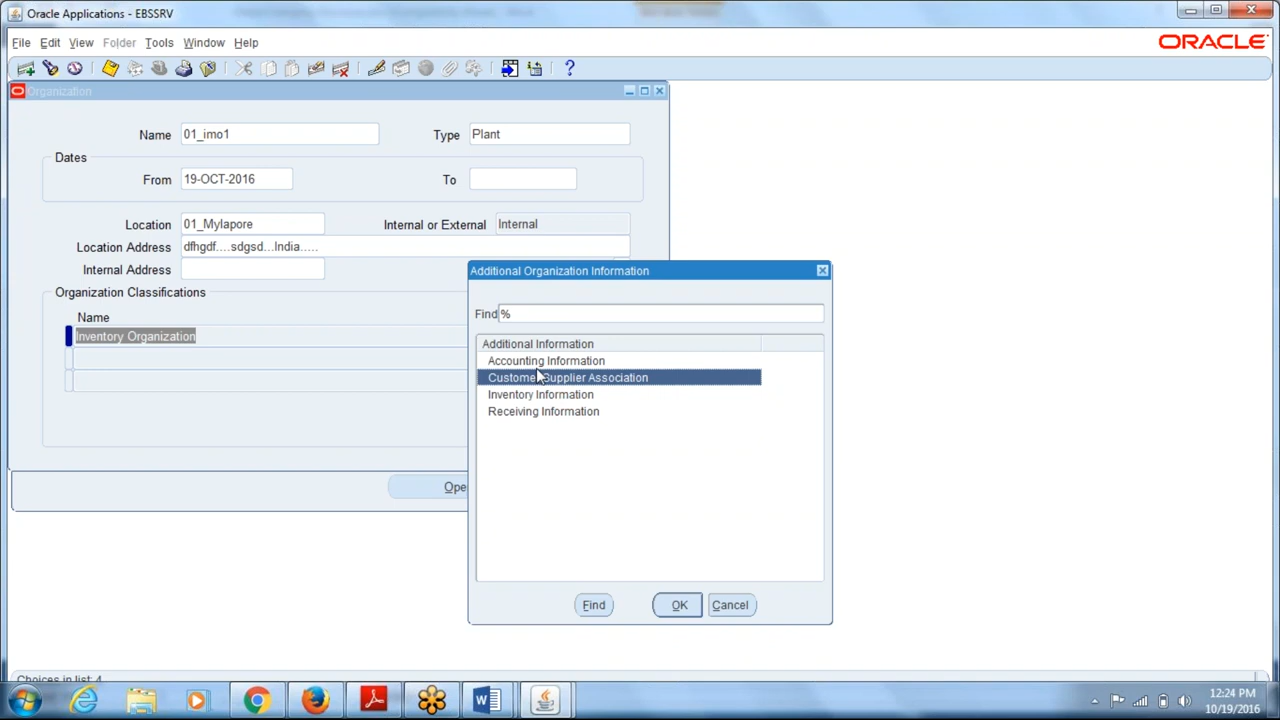 Oracle Applications - EBSSRV
File Edit View Folder Tools Window Help
ORACLE
Organization
Name 01_imo1 Type Plant
Dates
From 19-OCT-2016 To
Location 01_Mylapore Internal or External Internal
Location Address dfhgdf....sdgsd...India.....
Internal Address
Organization Classifications
Name
Inventory Organization
Additional Organization Information
Find %
Additional Information
Accounting Information
Customer Supplier Association
Inventory Information
Receiving Information
Find OK Cancel
Choices in list: 4
12:24 PM
10/19/2016